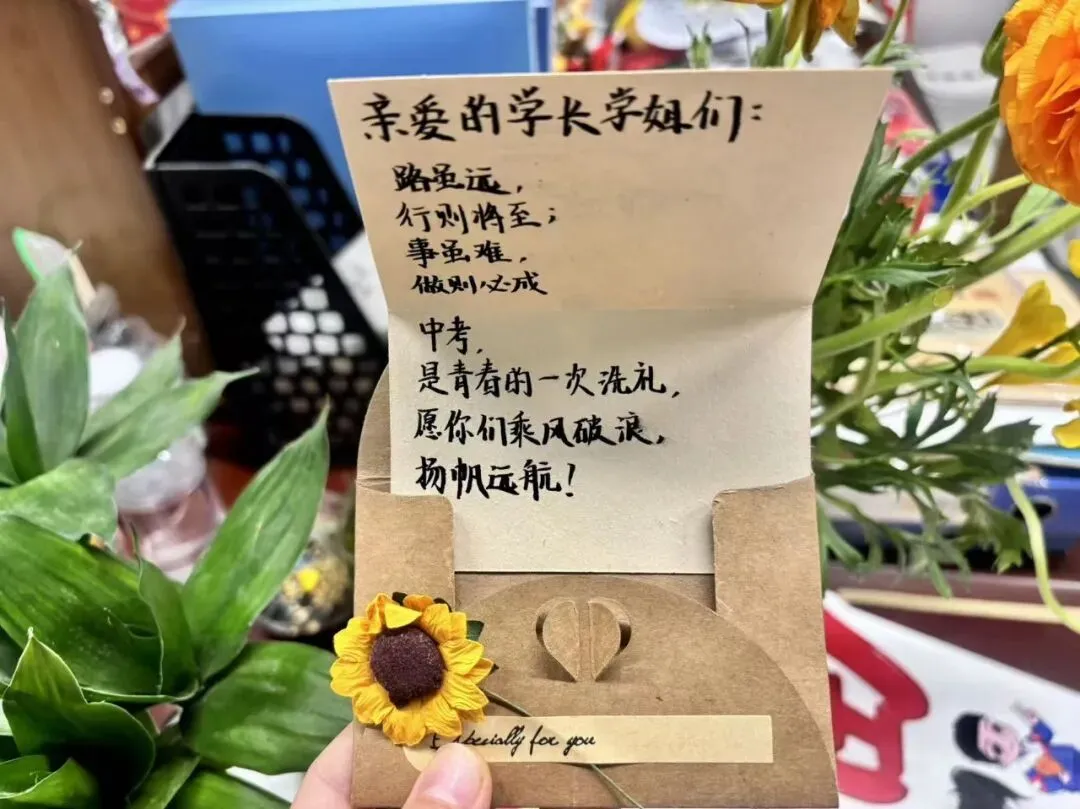 亲爱的学长学姐们：
路虽远，
行则将至；
事虽难，
做则必成
中考，
是青春的一次洗礼，
愿你们乘风破浪，
扬帆远航！
for you